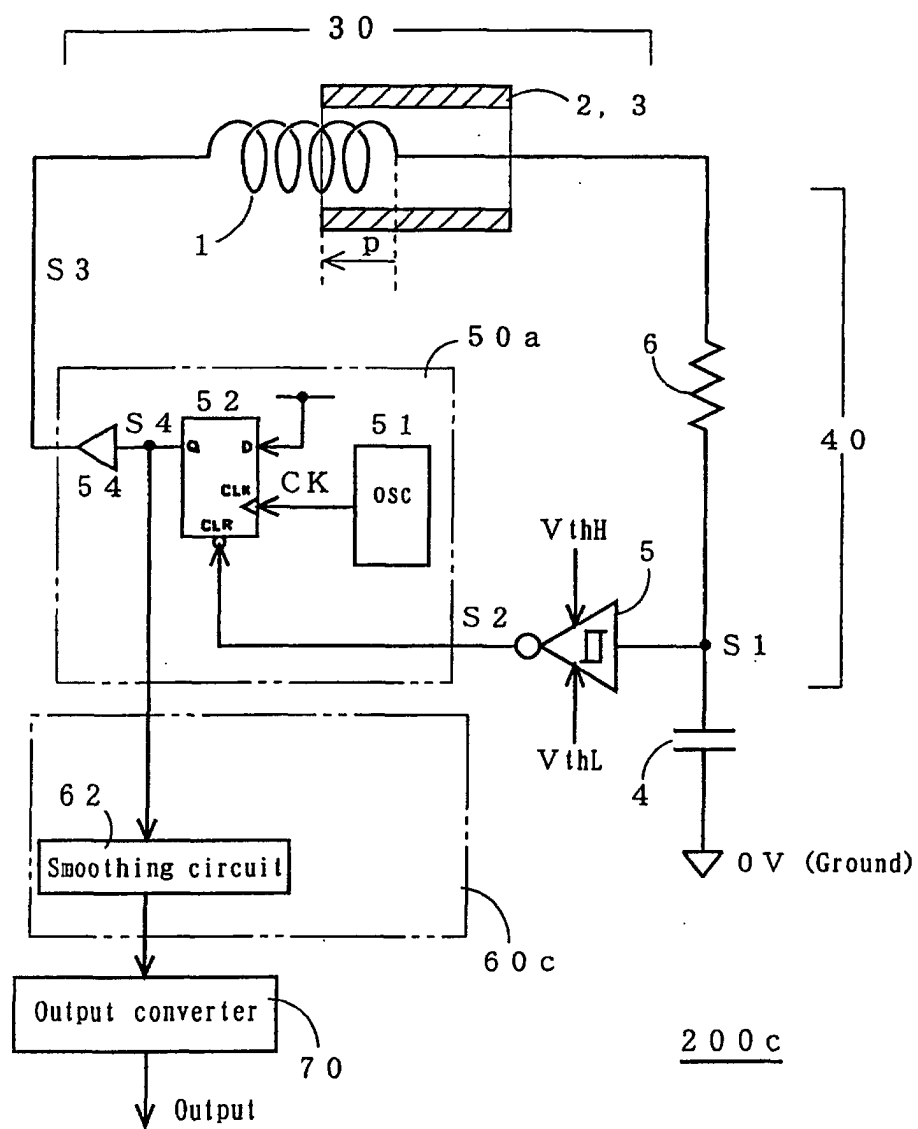 30
2, 3
1
p
S3
50a
6
52
S4
51
40
Q
D
54
CLK
CK
OSC
CLR
VthH
5
S2
S1
VthL
4
62
Smoothing circuit
0V (Ground)
60c
Output converter
70
200c
Output